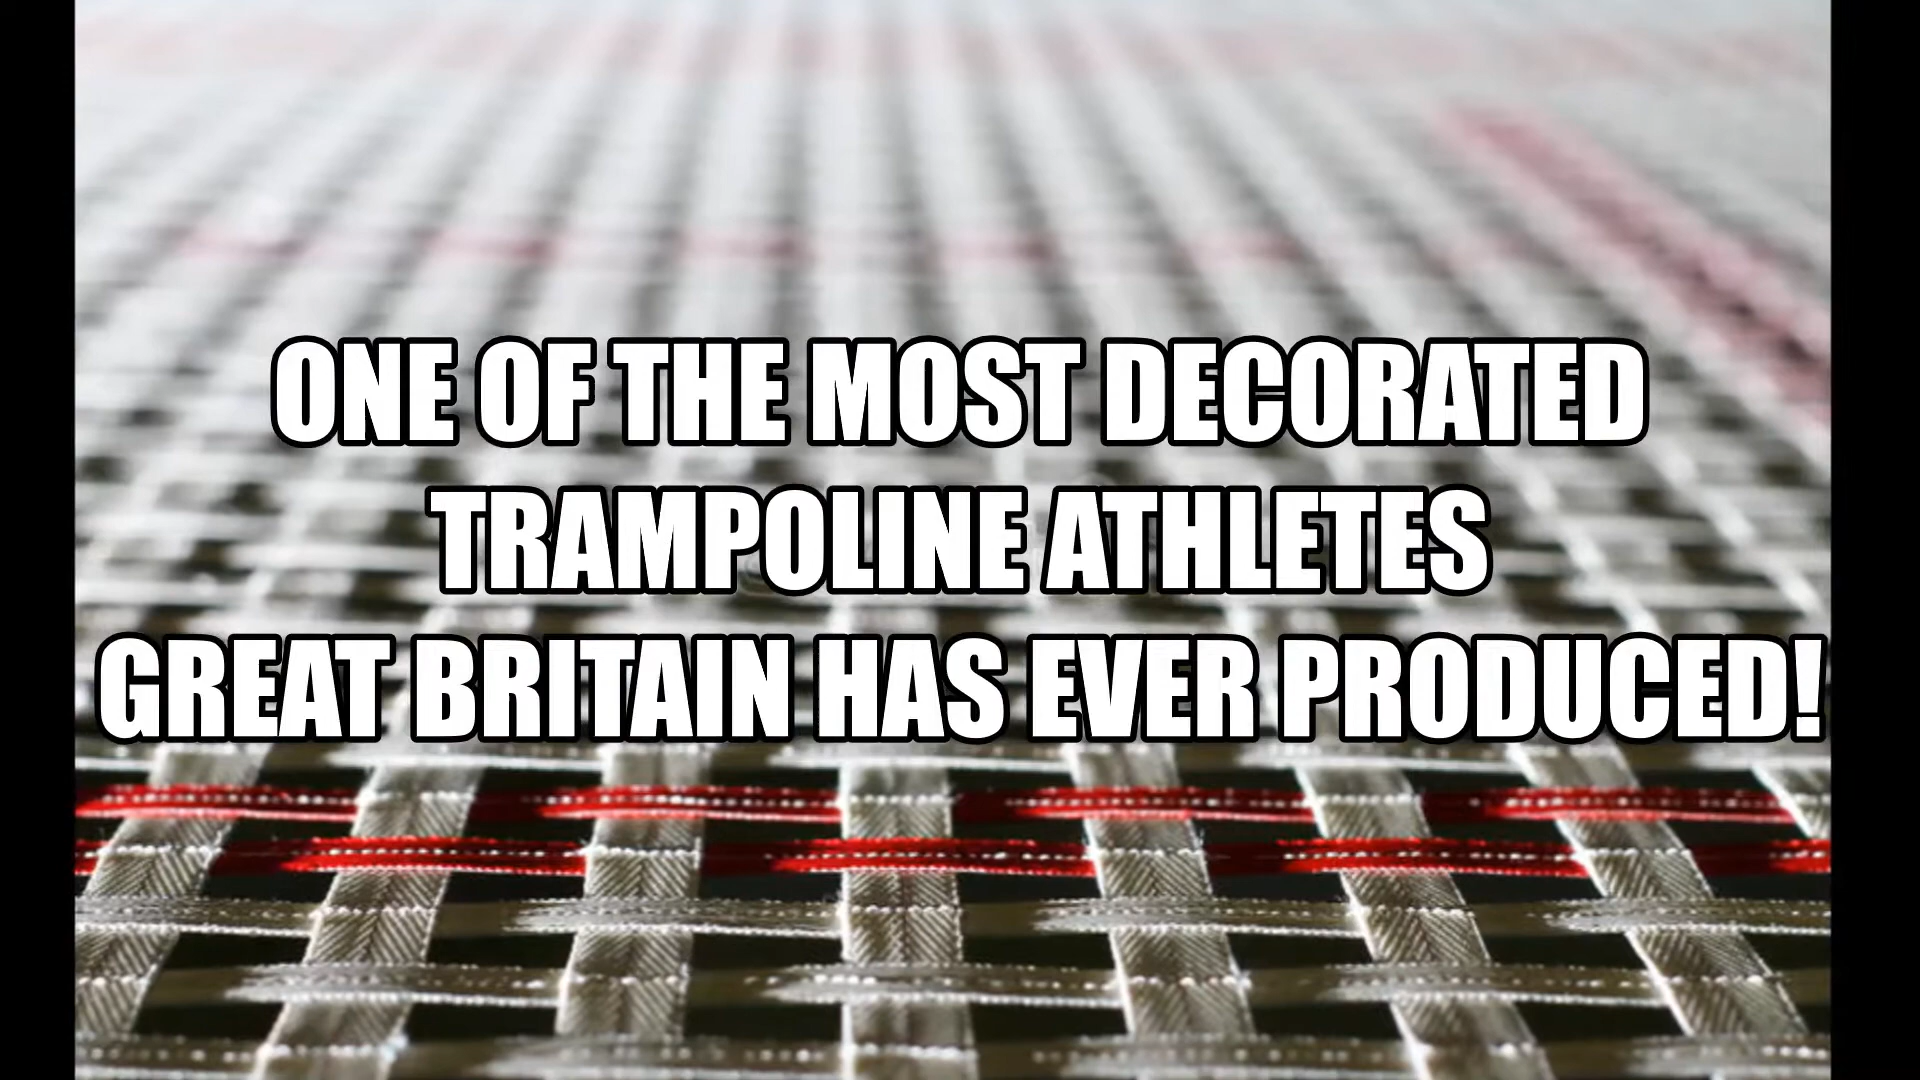 ONE OF THE MOST DECORATED
TRAMPOLINE ATHLETES
GREAT BRITAIN HAS EVER PRODUCED!